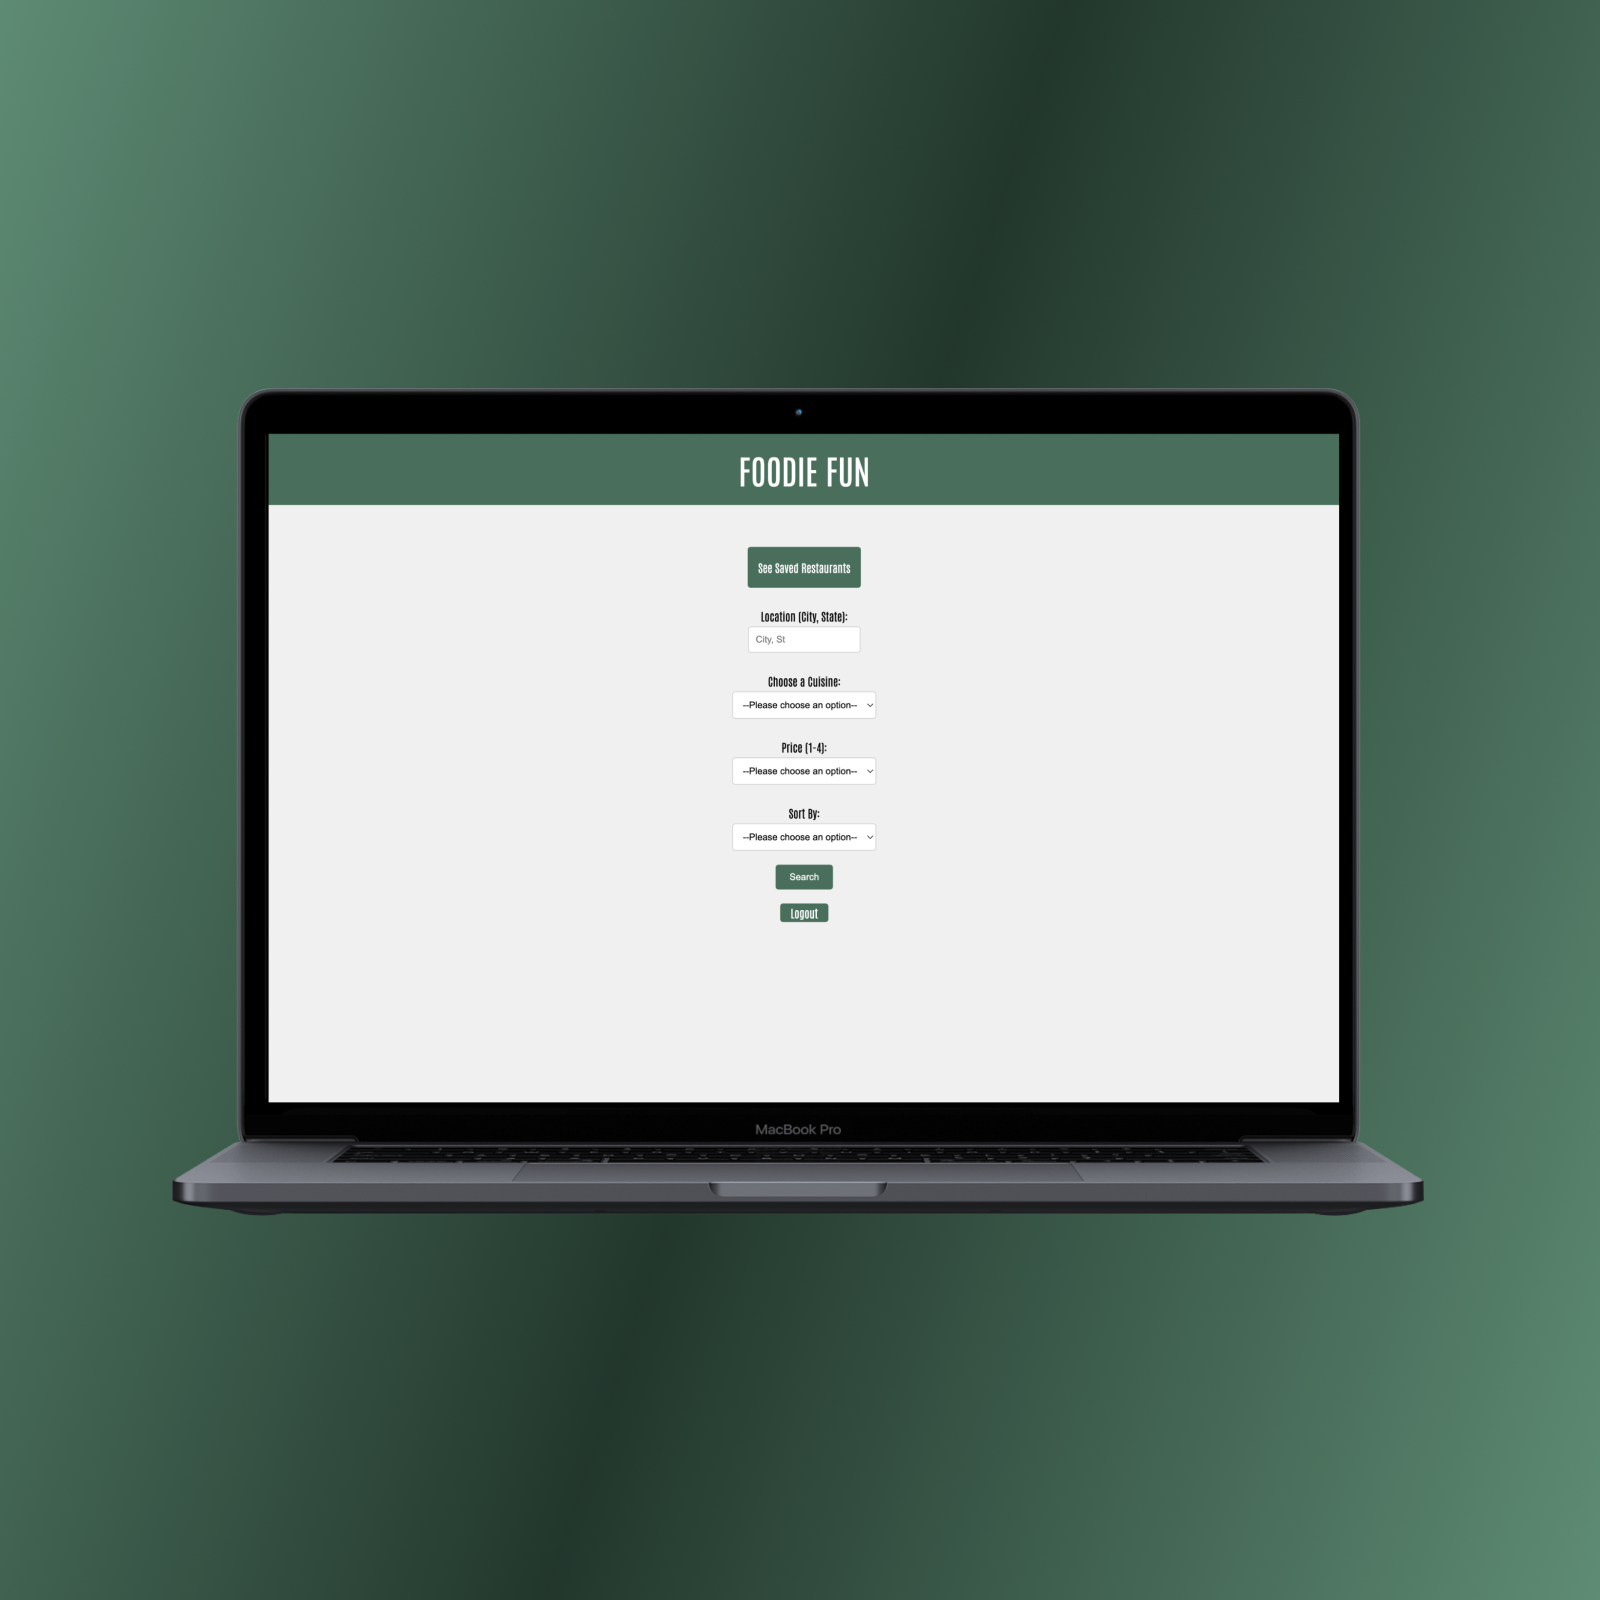 FOODIE FUN
See Saved Restaurants
Location (City, State):
City, St
Choose a Cuisine:
--Please choose an option--
Price (1-4):
--Please choose an option--
Sort By:
--Please choose an option--
Search
Logout
MacBook Pro